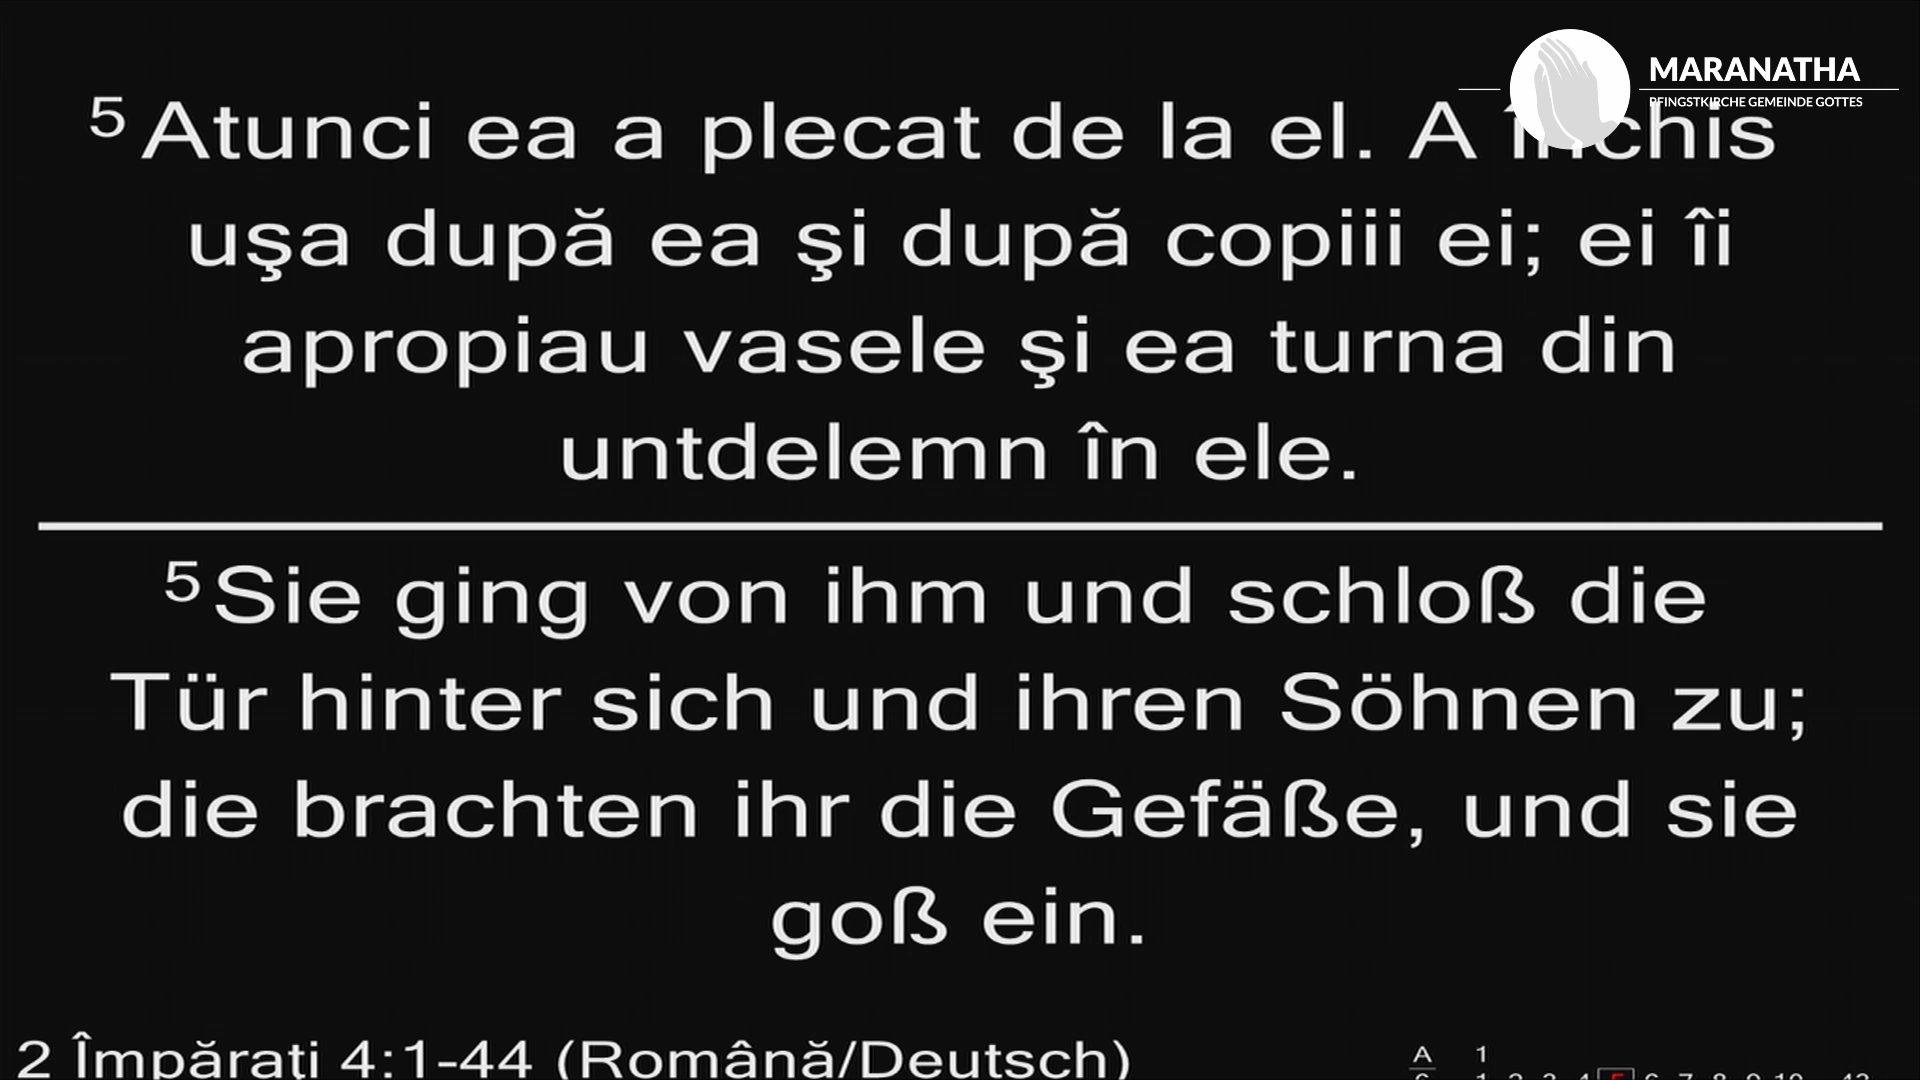 MARANATHA
PFINGSTKIRCHE GEMEINDE GOTTES
5 Atunci ea a plecat de la el. A închis
uşa după ea şi după copiii ei; ei îi
apropiau vasele şi ea turna din
untdelemn în ele.
5 Sie ging von ihm und schloß die
Tür hinter sich und ihren Söhnen zu;
die brachten ihr die Gefäße, und sie
goß ein.
2 Împăraţi 4:1-44 (Română/Deutsch)
A 1